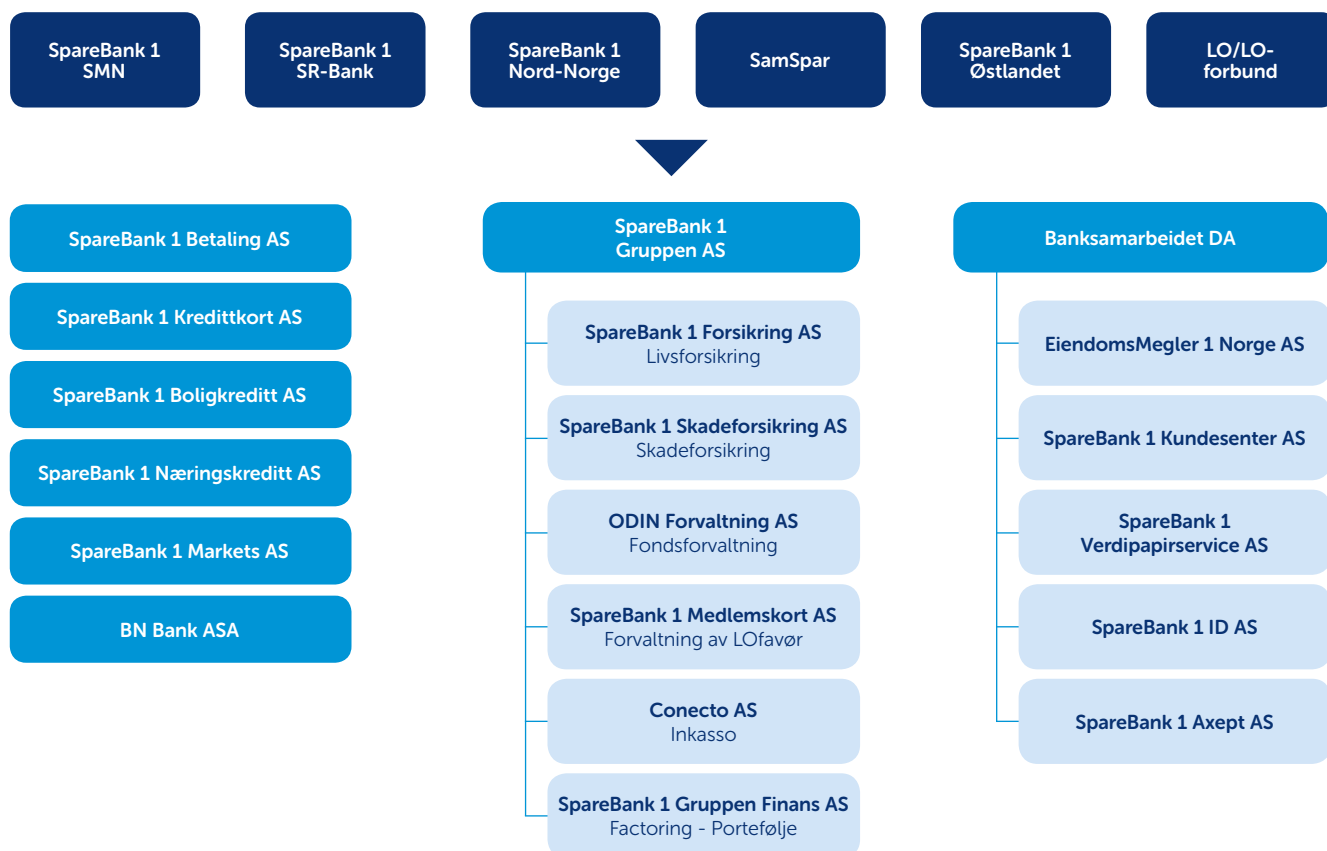 SpareBank 1
SMN
SpareBank 1
SR-Bank
SpareBank 1
Nord-Norge
SamSpar
SpareBank 1
Østlandet
LO/LO-
forbund
SpareBank 1 Betaling AS
SpareBank 1 Kredittkort AS
SpareBank 1 Boligkreditt AS
SpareBank 1 Næringskreditt AS
SpareBank 1 Markets AS
BN Bank ASA
SpareBank 1
Gruppen AS
SpareBank 1 Forsikring AS
Livsforsikring
SpareBank 1 Skadeforsikring AS
Skadeforsikring
ODIN Forvaltning AS
Fondsforvaltning
SpareBank 1 Medlemskort AS
Forvaltning av LOfavør
Conecto AS
Inkasso
SpareBank 1 Gruppen Finans AS
Factoring - Portefølje
Banksamarbeidet DA
EiendomsMegler 1 Norge AS
SpareBank 1 Kundesenter AS
SpareBank 1
Verdipapirservice AS
SpareBank 1 ID AS
SpareBank 1 Axept AS